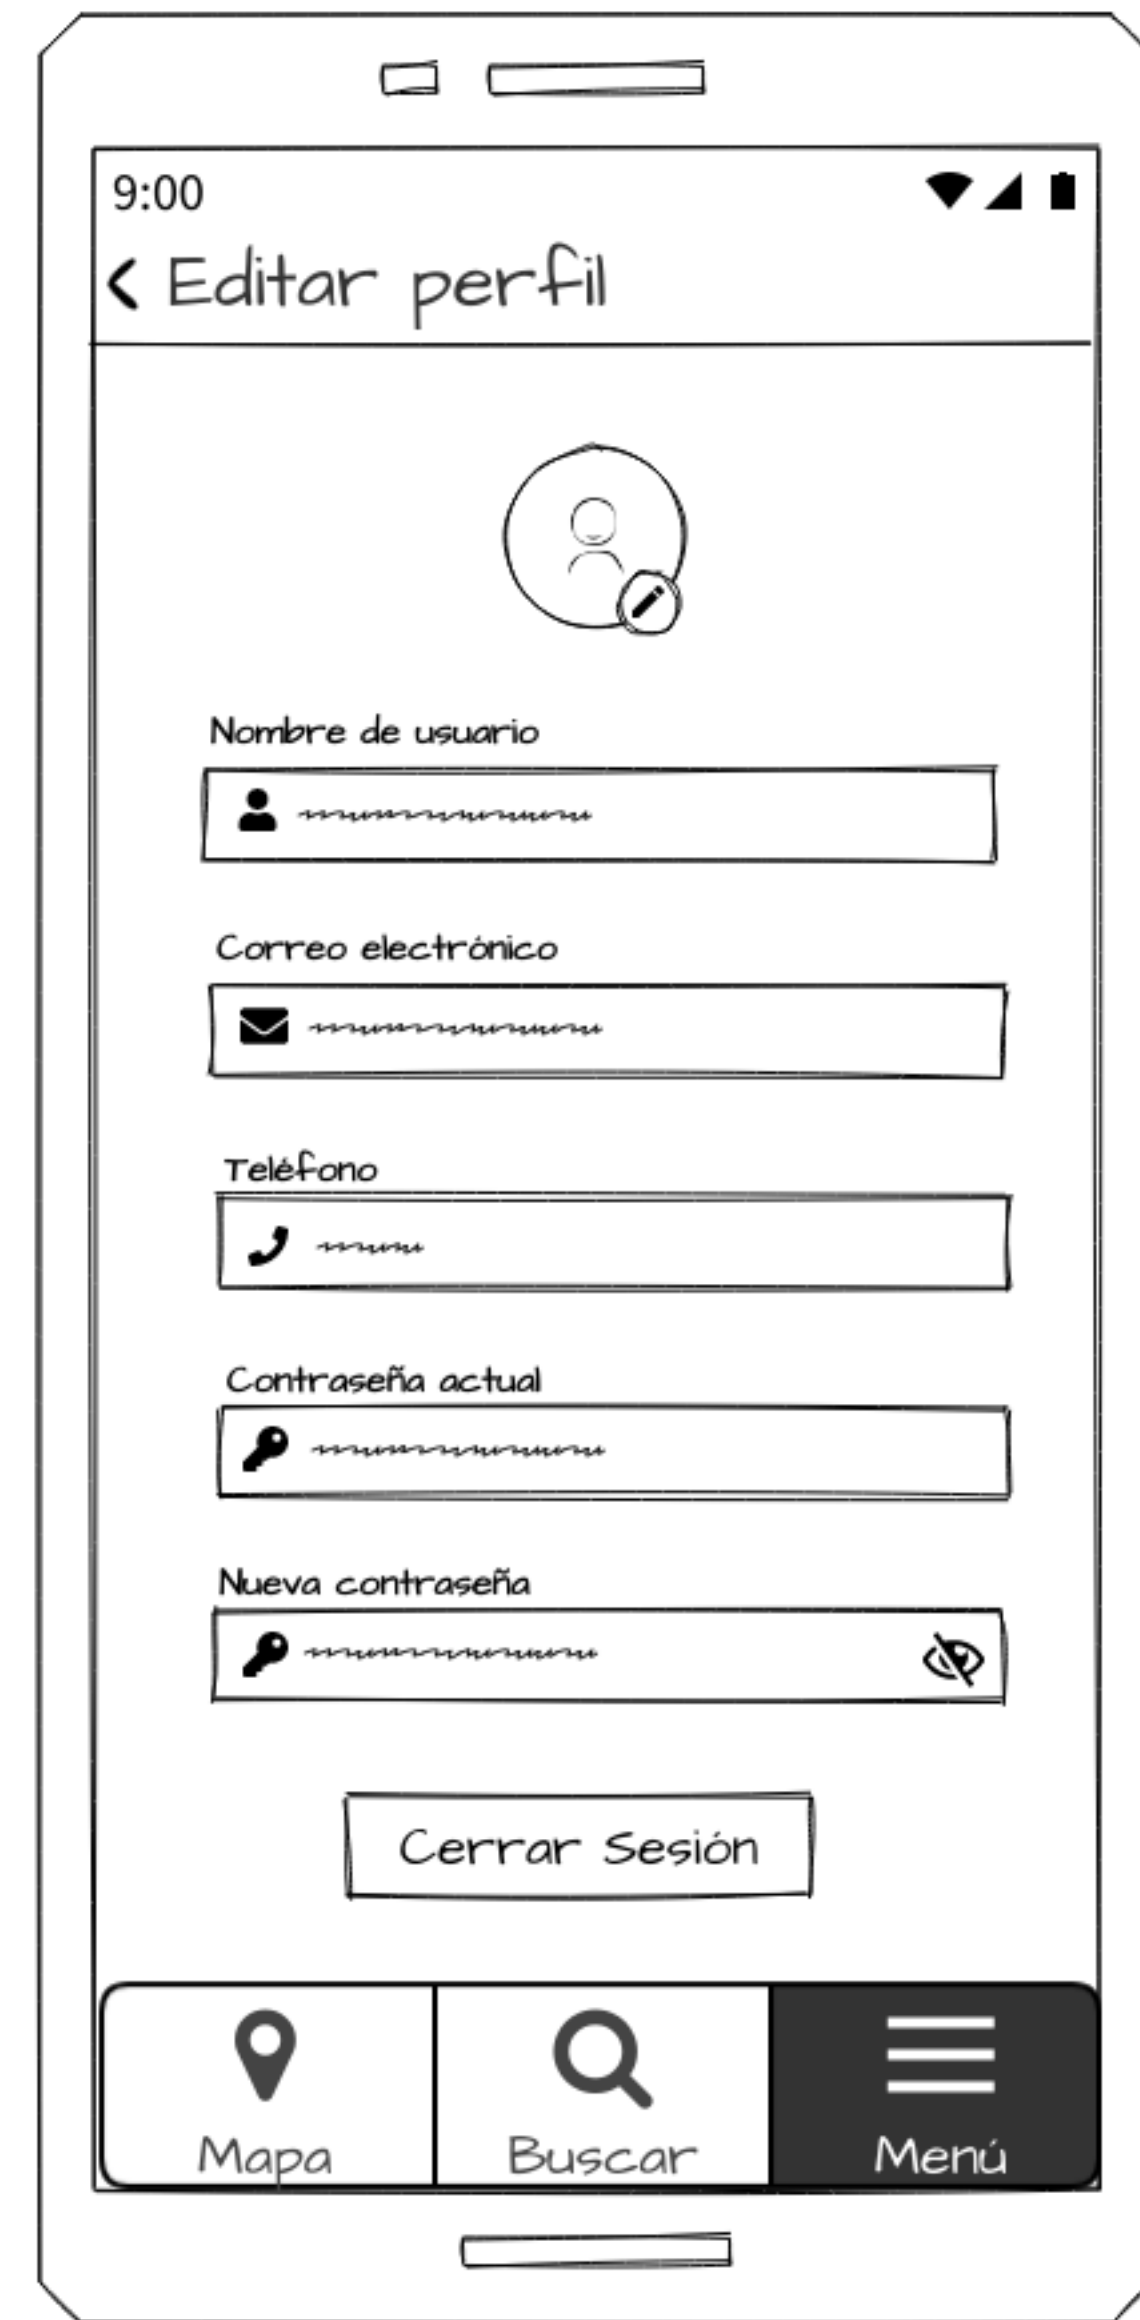 9:00
Editar perfil
Nombre de usuario
Correo electrónico
Teléfono
Contraseña actual
Nueva contraseña
Cerrar Sesión
Mapa
Buscar
Menú